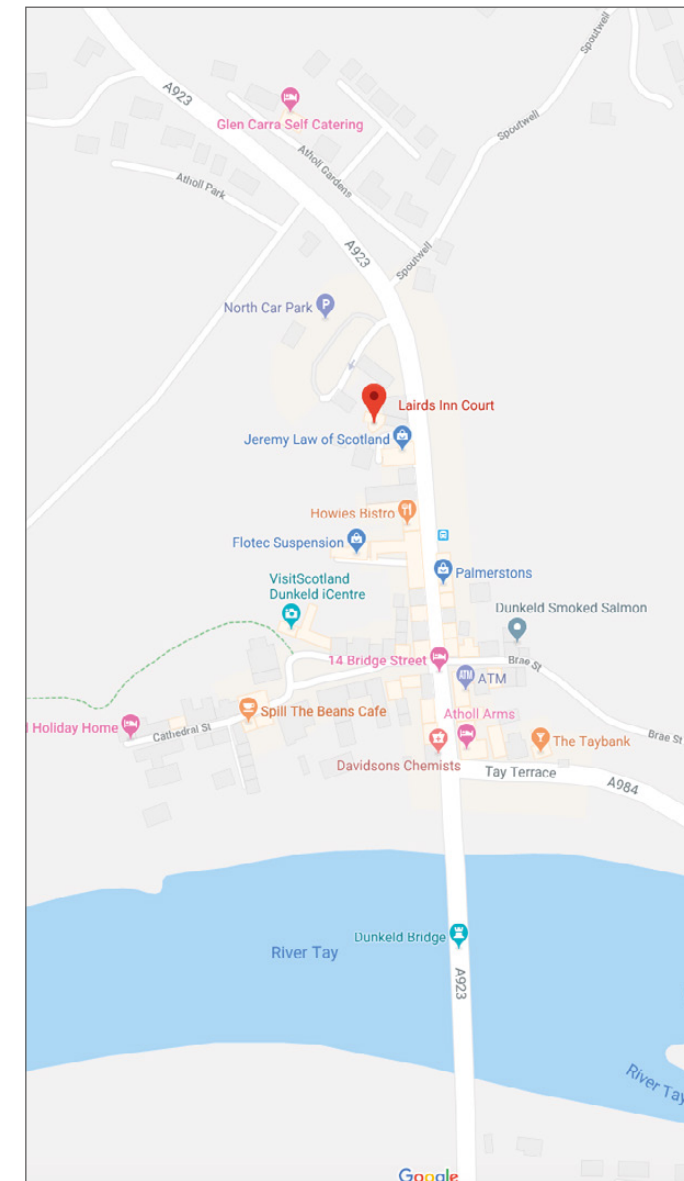 Spoutwell
A923
Glen Carra Self Catering
Spoutwell
Atholl Gardens
Atholl Park
A923
Spoutwell
North Car Park
P
Lairds Inn Court
Jeremy Law of Scotland
Howies Bistro
Flotec Suspension
Palmerstons
VisitScotland
Dunkeld iCentre
Dunkeld Smoked Salmon
14 Bridge Street
Brae St
ATM
ATM
Spill The Beans Cafe
Atholl Arms
l Holiday Home
Cathedral St
The Taybank
Brae St
Davidsons Chemists
Tay Terrace
A984
Dunkeld Bridge
River Tay
A923
River Tay
Google